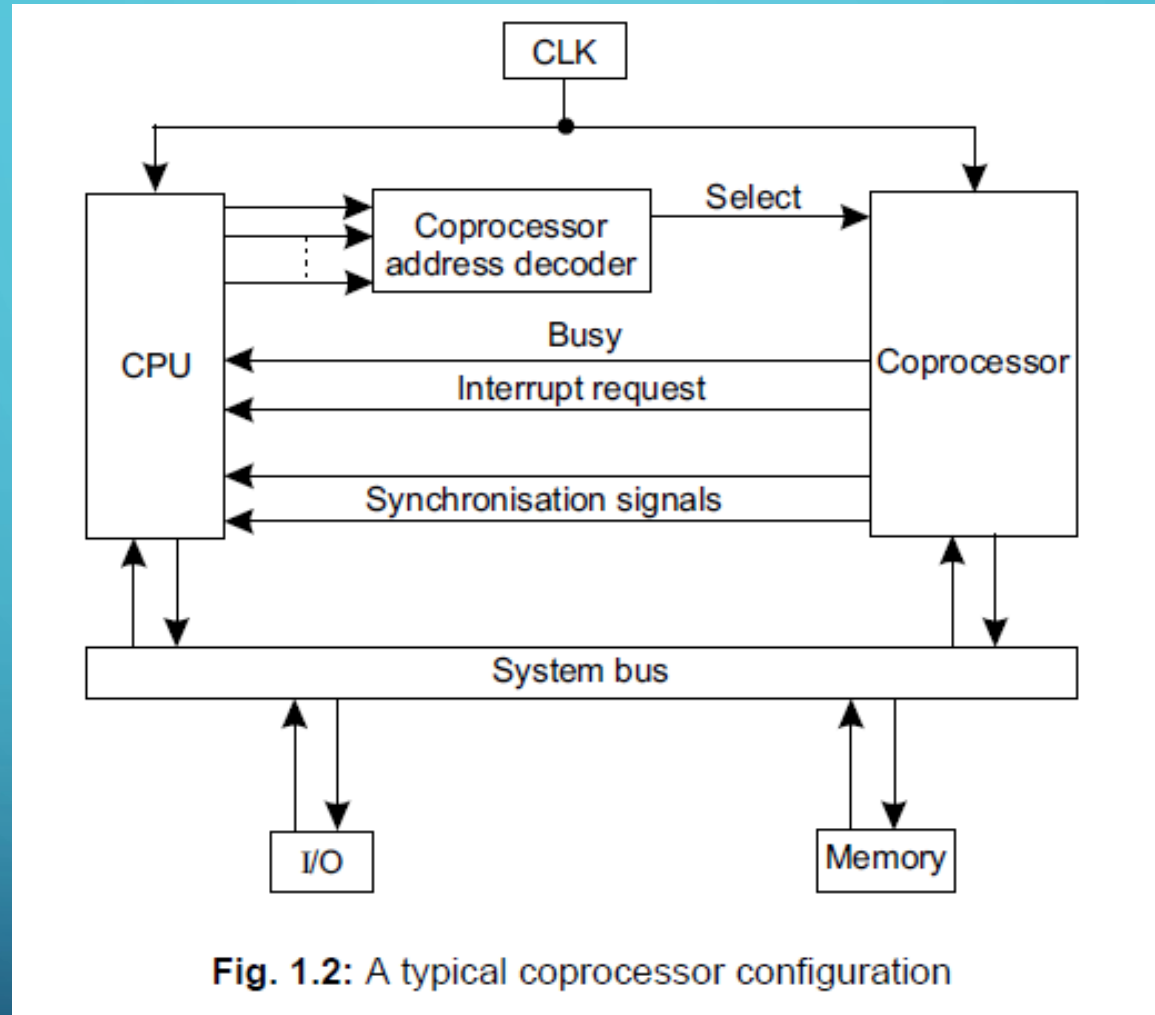 CLK
Select
Coprocessor
address decoder
Busy
CPU
Coprocessor
Interrupt request
Synchronisation signals
System bus
I/O
Memory
Fig. 1.2: A typical coprocessor configuration